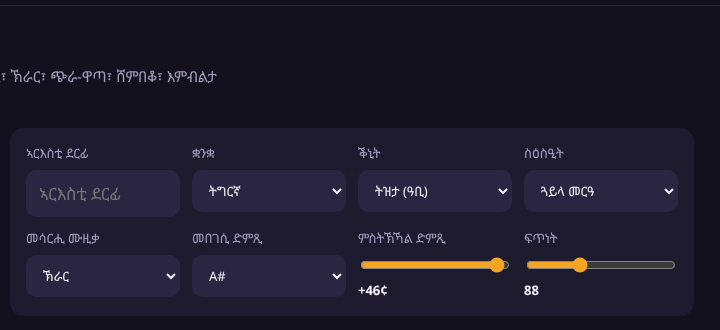 ፣ ኽራር፣ ጭራ-ዋጣ፣ ሽምበቆ፣ እምብልታ
ኣርእስቲ ደርፊ
ቋንቋ
ቕኒት
ስዕስዒት
ኣርእስቲ ደርፊ
ትግርኛ
ትዝታ (ዓቢ)
ጓይላ መርዓ
መሳርሒ ሙዚቃ
መበገሲ ድምጺ
ምስትኽኻል ድምጺ
ፍጥነት
ኽራር
A#
+46¢
88